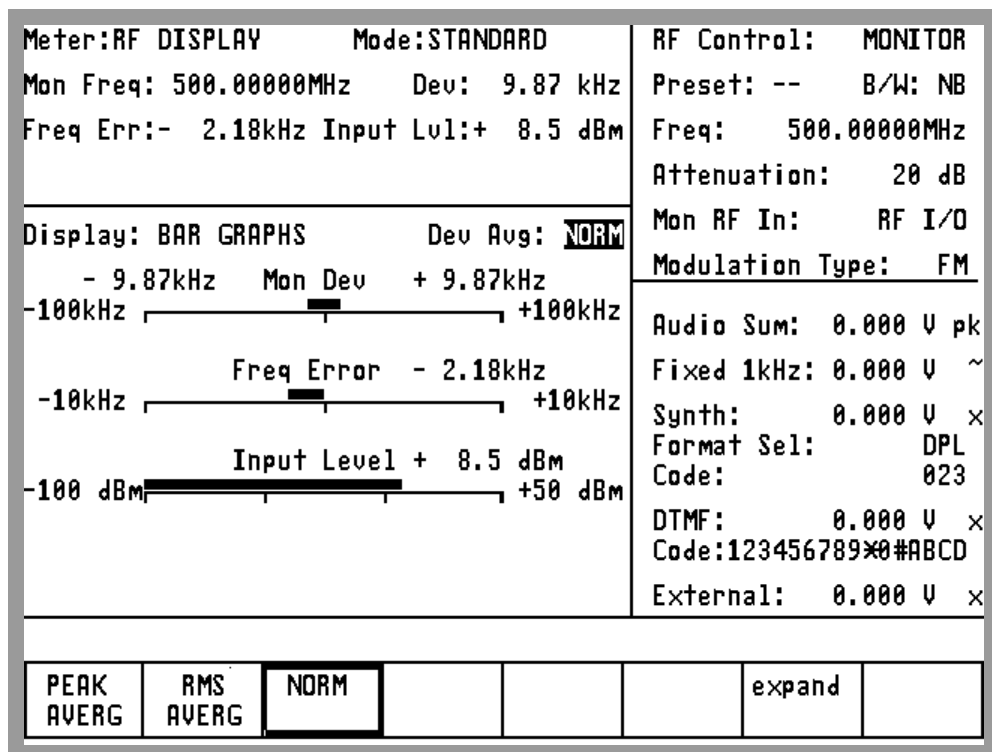 Meter:RF DISPLAY Mode:STANDARD
Mon Freq: 500.00000MHz Dev: 9.87 kHz
Freq Err:- 2.18kHz Input Lvl:+ 8.5 dBm
Display: BAR GRAPHS Dev Avg: NORM
- 9.87kHz Mon Dev + 9.87kHz
-100kHz +100kHz
Freq Error - 2.18kHz
-10kHz +10kHz
Input Level + 8.5 dBm
-100 dBm +50 dBm
RF Control: MONITOR
Preset: -- B/W: NB
Freq: 500.00000MHz
Attenuation: 20 dB
Mon RF In: RF I/O
Modulation Type: FM
Audio Sum: 0.000 V pk
Fixed 1kHz: 0.000 V ~
Synth: 0.000 V x
Format Sel: DPL
Code: 023
DTMF: 0.000 V x
Code:123456789*0#ABCD
External: 0.000 V x
PEAK AVERG
RMS AVERG
NORM
expand